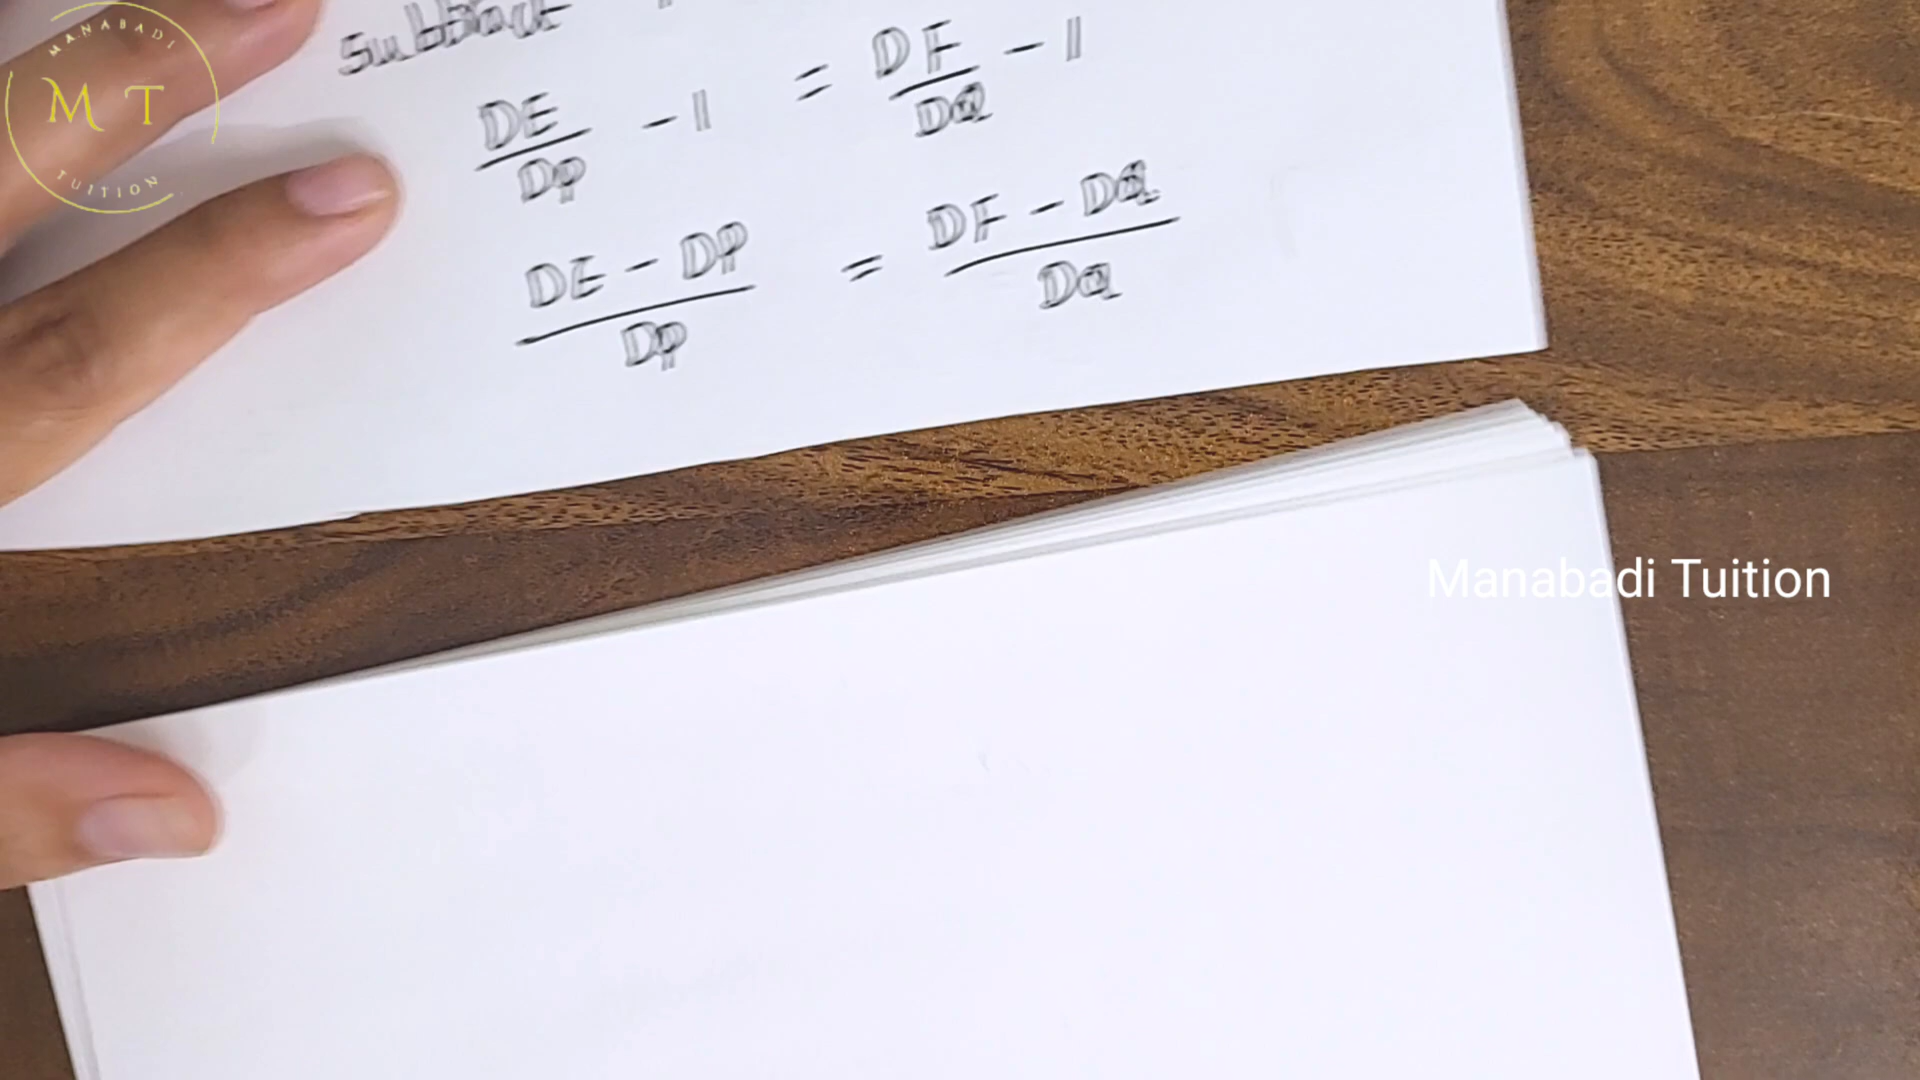 MANABADI
M T
TUITION
Subtract
DE/DP - 1 = DF/DQ - 1
DE - DP/DP = DF - DQ/DQ
Manabadi Tuition